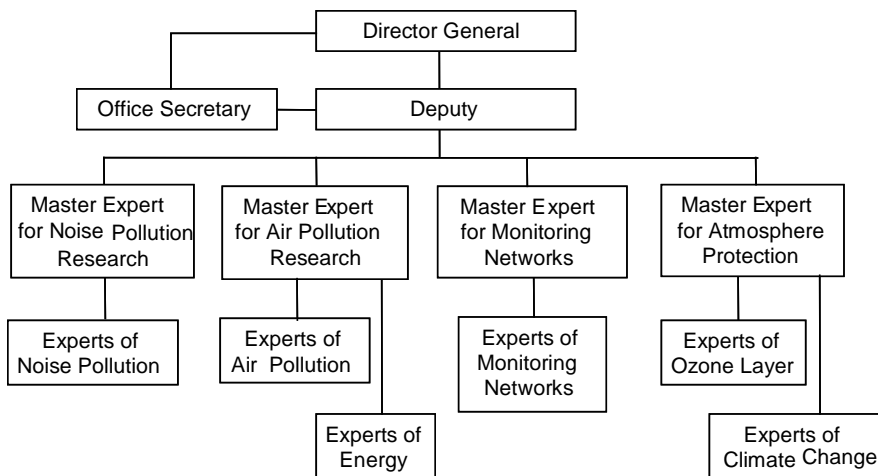 Director General
Office Secretary
Deputy
Master Expert
for Noise Pollution
Research
Master Expert
for Air Pollution
Research
Master Expert
for Monitoring
Networks
Master Expert
for Atmosphere
Protection
Experts of
Noise Pollution
Experts of
Air Pollution
Experts of
Monitoring
Networks
Experts of
Ozone Layer
Experts of
Energy
Experts of
Climate Change